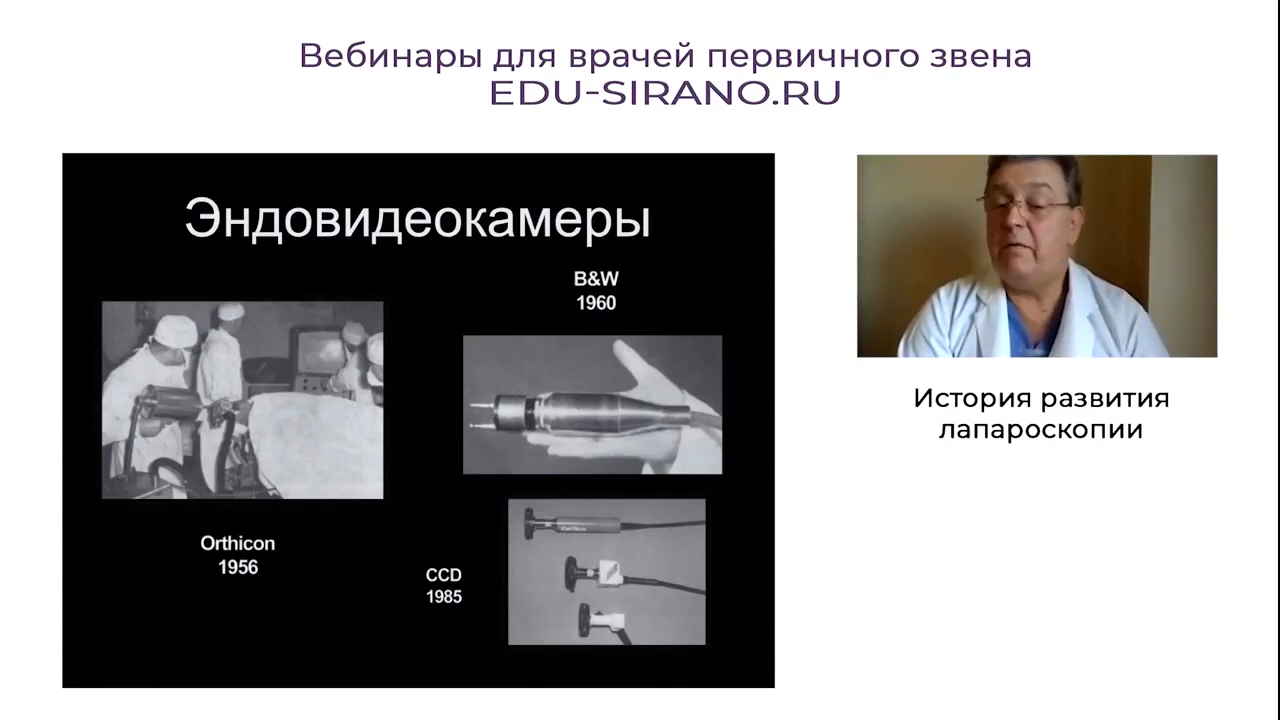 Вебинары для врачей первичного звена
EDU-SIRANO.RU
Эндовидеокамеры
B&W
1960
Orthicon
1956
CCD
1985
История развития
лапароскопии